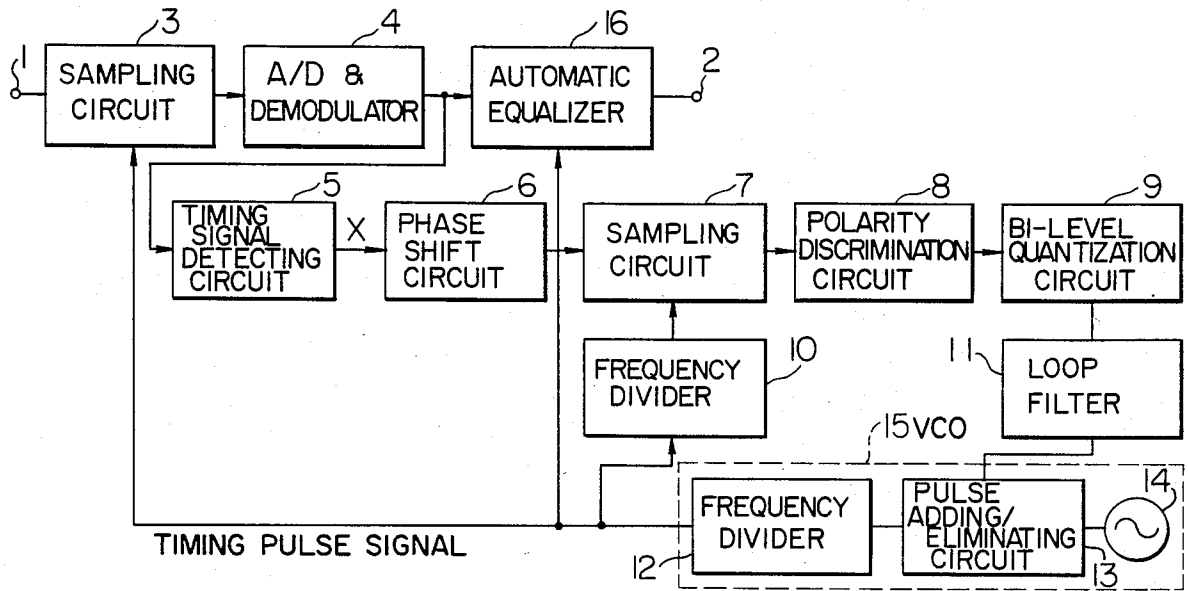 1
3
SAMPLING
CIRCUIT
4
A/D &
DEMODULATOR
16
AUTOMATIC
EQUALIZER
2
5
TIMING
SIGNAL
DETECTING
CIRCUIT
X
6
PHASE
SHIFT
CIRCUIT
7
SAMPLING
CIRCUIT
8
POLARITY
DISCRIMINATION
CIRCUIT
9
BI-LEVEL
QUANTIZATION
CIRCUIT
10
FREQUENCY
DIVIDER
11
LOOP
FILTER
15 VCO
FREQUENCY
DIVIDER
12
PULSE
ADDING/
ELIMINATING
CIRCUIT
13
14
TIMING PULSE SIGNAL